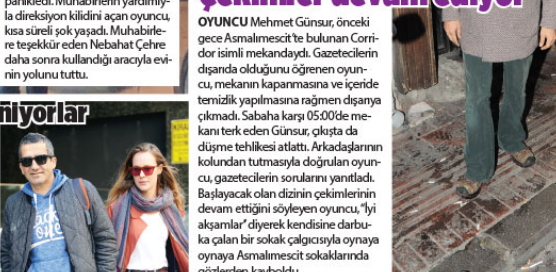 panikledi. Muhabirlerin yardımıy-
la direksiyon kilidini açan oyuncu,
kısa süreli şok yaşadı. Muhabirle-
re teşekkür eden Nebahat Çehre
daha sonra kullandığı aracıyla evi-
nin yolunu tuttu.
niyorlar
çekimler devam ediyor
OYUNCU Mehmet Günsur, önceki
gece Asmalımescit'te bulunan Corri-
dor isimli mekandaydı. Gazetecilerin
dışarıda olduğunu öğrenen oyun-
cu, mekanın kapanmasına ve içeride
temizlik yapılmasına rağmen dışarıya
çıkmadı. Sabaha karşı 05:00'de me-
kanı terk eden Günsur, çıkışta da
düşme tehlikesi atlattı. Arkadaşlarının
kolundan tutmasıyla doğrulan oyun-
cu, gazetecilerin sorularını yanıtladı.
Başlayacak olan dizinin çekimlerinin
devam ettiğini söyleyen oyuncu, "İyi
akşamlar" diyerek kendisine darbu-
ka çalan bir sokak çalgıcısıyla oynaya
oynaya Asmalımescit sokaklarında
gözlerden kayboldu.